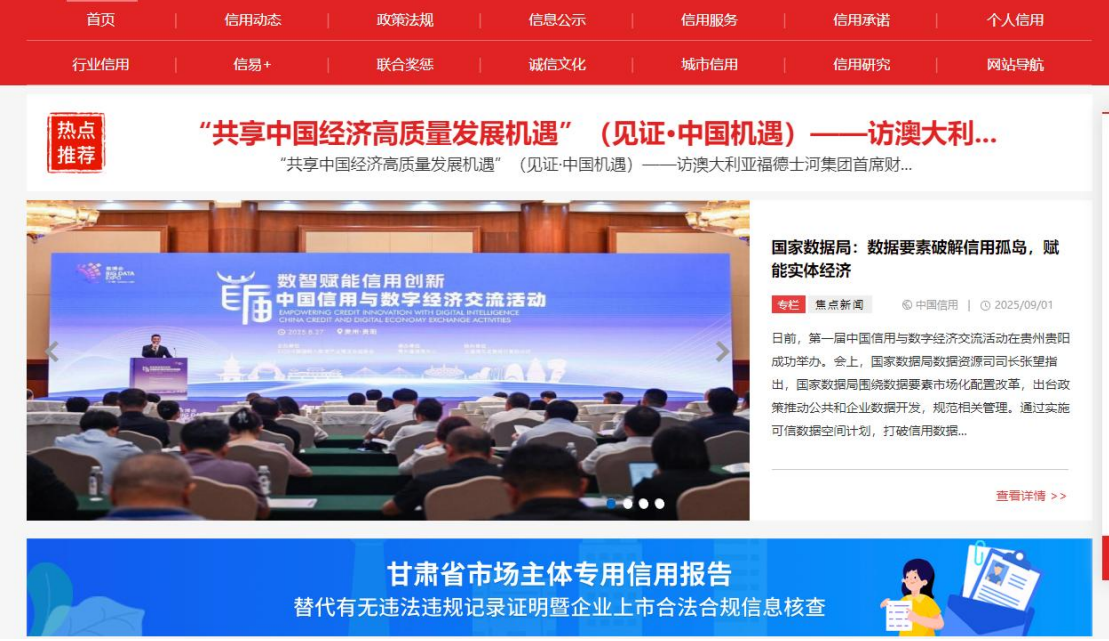 首页 | 信用动态 | 政策法规 | 信息公示 | 信用服务 | 信用承诺 | 个人信用
行业信用 | 信易+ | 联合奖惩 | 诚信文化 | 城市信用 | 信用研究 | 网站导航
热点
推荐
“共享中国经济高质量发展机遇”（见证·中国机遇）——访澳大利...
“共享中国经济高质量发展机遇”（见证·中国机遇）——访澳大利亚福德士河集团首席财...
BIG DATA
EXPO
首届
数智赋能信用创新
中国信用与数字经济交流活动
EMPOWERING CREDIT INNOVATION WITH DIGITAL INTELLIGENCE
CHINA CREDIT AND DIGITAL ECONOMY EXCHANGE ACTIVITIES
国家数据局：数据要素破解信用孤岛，赋
能实体经济
专栏 焦点新闻 中国信用 | 2025/09/01
日前，第一届中国信用与数字经济交流活动在贵州贵阳
成功举办。会上，国家数据局数据资源司司长张望指
出，国家数据局围绕数据要素市场化配置改革，出台政
策推动公共和企业数据开发，规范相关管理。通过实施
可信数据空间计划，打破信用数据...
查看详情 >>
甘肃省市场主体专用信用报告
替代有无违法违规记录证明暨企业上市合法合规信息核查